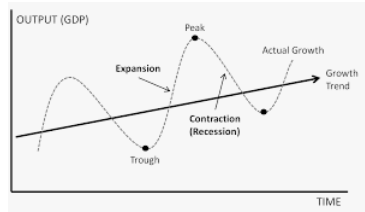 OUTPUT (GDP)
Peak
Actual Growth
Expansion
Growth
Trend
Contraction
(Recession)
Trough
TIME